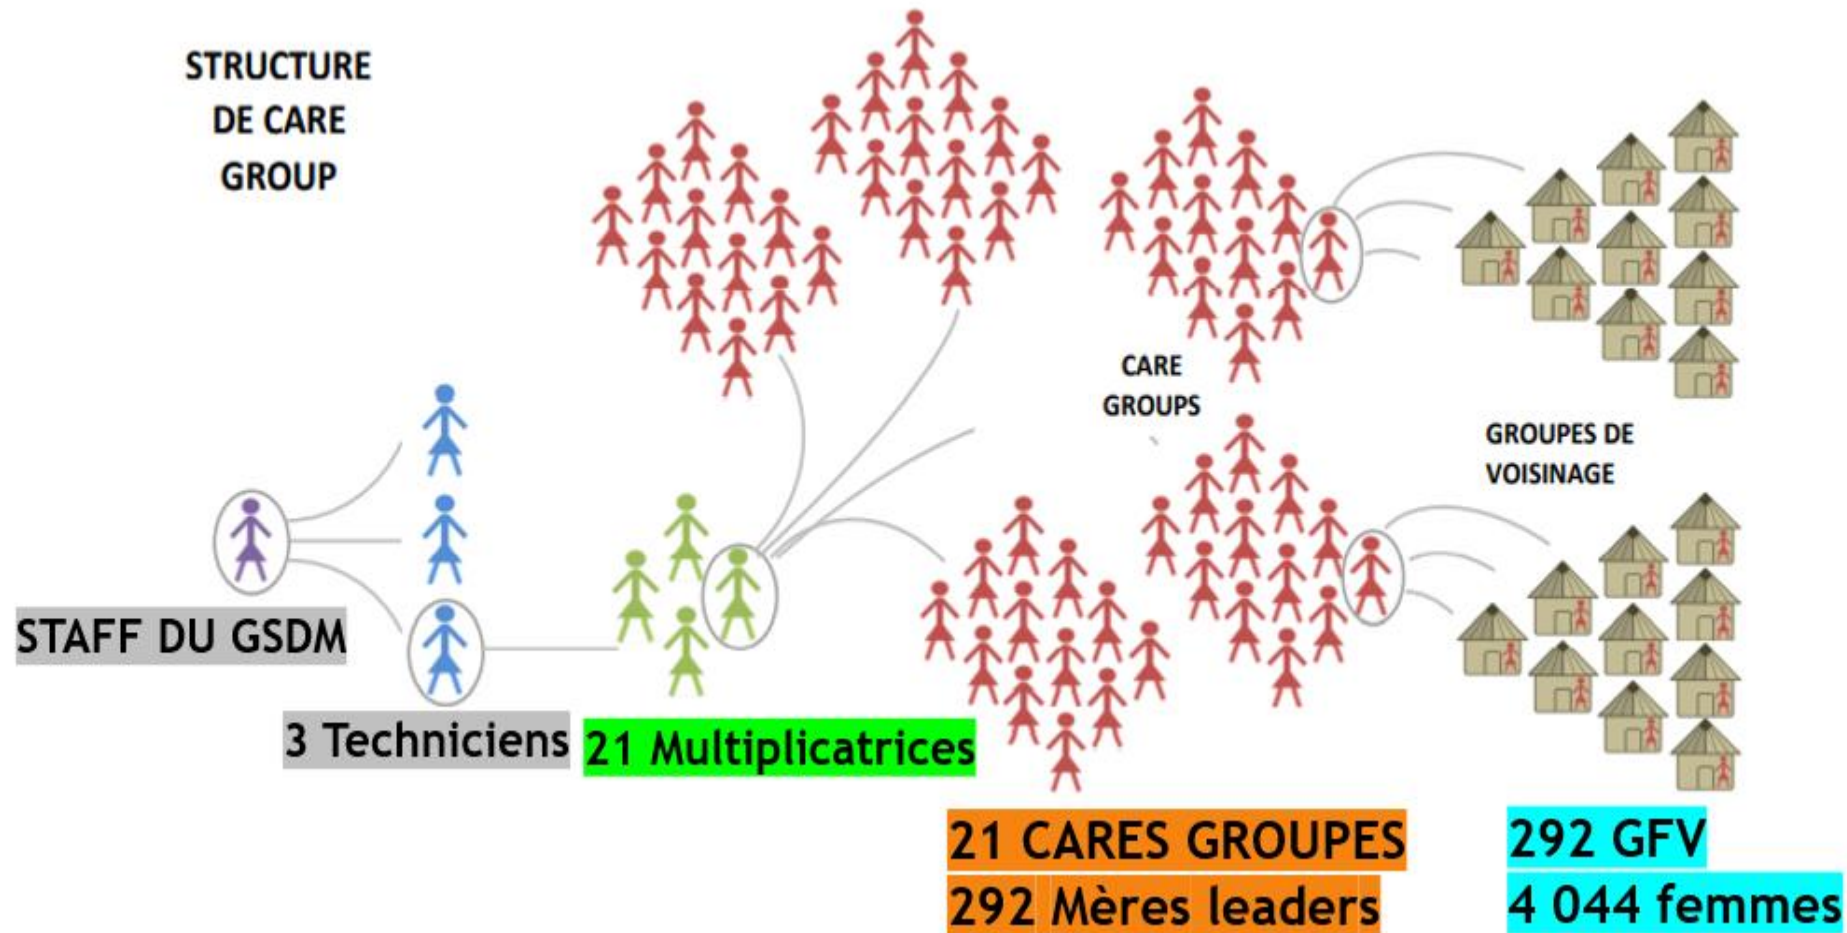 STRUCTURE
DE CARE
GROUP
CARE
GROUPS
GROUPES DE
VOISINAGE
STAFF DU GSDM
3 Techniciens
21 Multiplicatrices
21 CARES GROUPES
292 Mères leaders
292 GFV
4 044 femmes